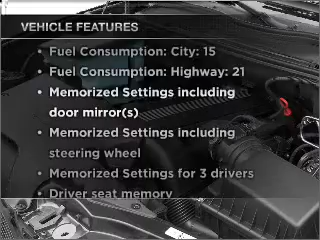 VEHICLE FEATURES
• Fuel Consumption: City: 15
• Fuel Consumption: Highway: 21
• Memorized Settings including
door mirror(s)
• Memorized Settings including
steering wheel
• Memorized Settings for 3 drivers
• Driver seat memory